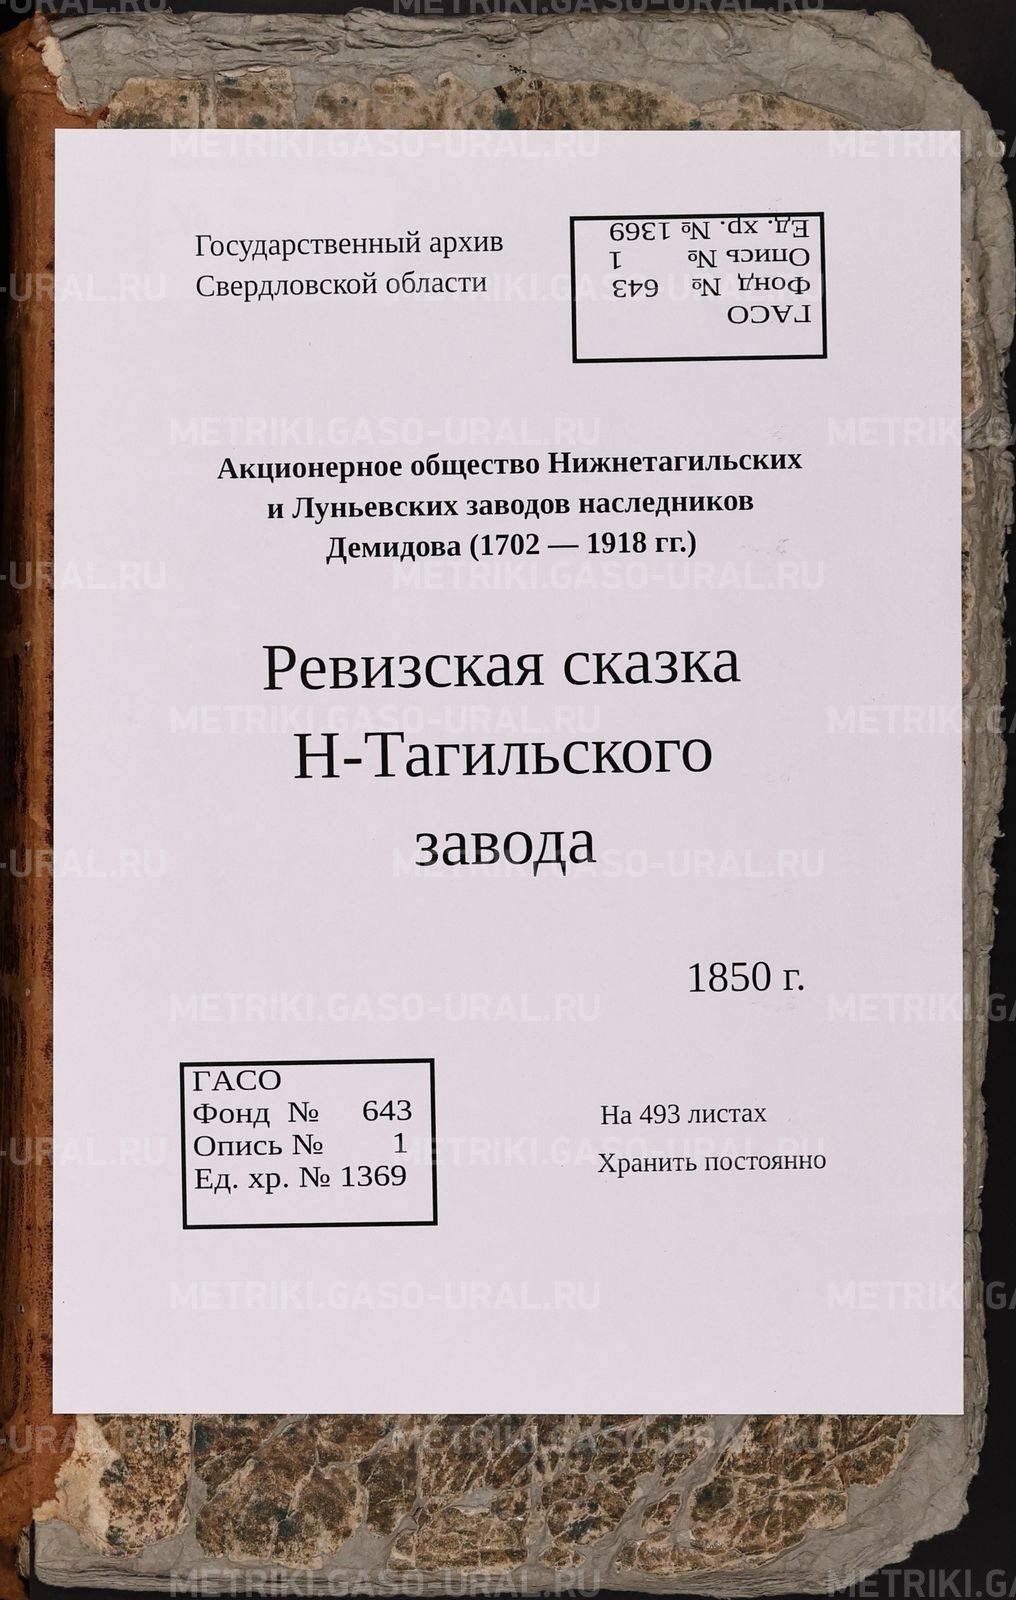 Государственный архив
Свердловской области
ГАСО
Фонд № 643
Опись № 1
Ед. хр. № 1369
Акционерное общество Нижнетагильских
и Луньевских заводов наследников
Демидова (1702 — 1918 гг.)
Ревизская сказка
Н-Тагильского
завода
1850 г.
ГАСО
Фонд № 643
Опись № 1
Ед. хр. № 1369
На 493 листах
Хранить постоянно
METRIKI.GASO-URAL.RU